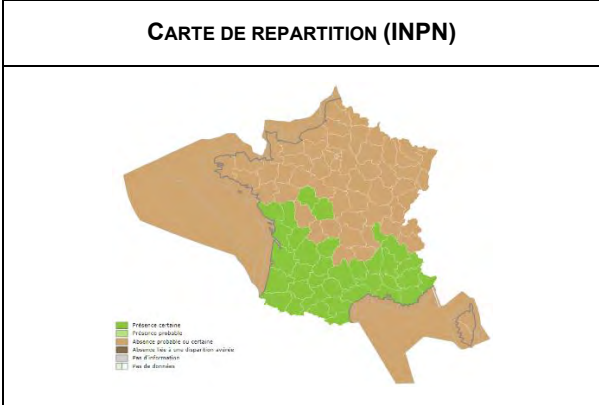 CARTE DE REPARTITION (INPN)
Présence certaine
Présence probable
Absence probable ou certaine
Absence liée à une disparition avérée
Pas d'information
Pas de données